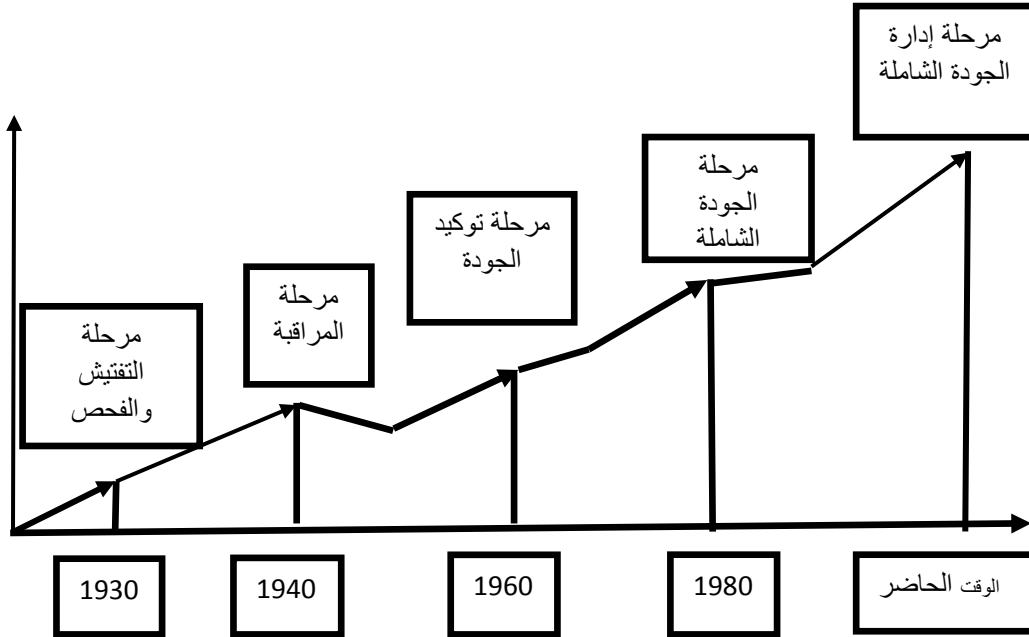 مرحلة إدارة
الجودة الشاملة
مرحلة
الجودة
الشاملة
مرحلة توكيد
الجودة
مرحلة
المراقبة
مرحلة
التفتيش
والفحص
1930
1940
1960
1980
الوقت الحاضر